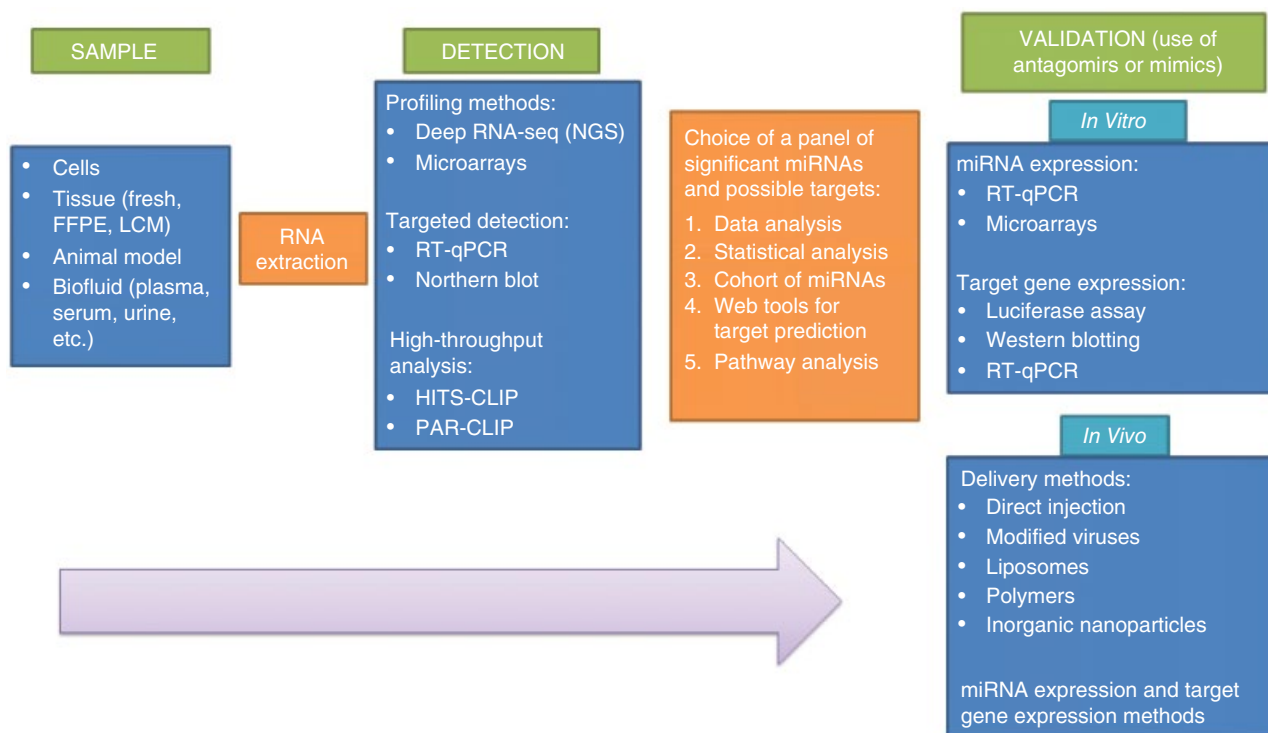 SAMPLE
• Cells
• Tissue (fresh,
FFPE, LCM)
• Animal model
• Biofluid (plasma,
serum, urine,
etc.)
RNA
extraction
DETECTION
Profiling methods:
• Deep RNA-seq (NGS)
• Microarrays
Targeted detection:
• RT-qPCR
• Northern blot
High-throughput
analysis:
• HITS-CLIP
• PAR-CLIP
Choice of a panel of
significant miRNAs
and possible targets:
1. Data analysis
2. Statistical analysis
3. Cohort of miRNAs
4. Web tools for
target prediction
5. Pathway analysis
VALIDATION (use of
antagomirs or mimics)
In Vitro
miRNA expression:
• RT-qPCR
• Microarrays
Target gene expression:
• Luciferase assay
• Western blotting
• RT-qPCR
In Vivo
Delivery methods:
• Direct injection
• Modified viruses
• Liposomes
• Polymers
• Inorganic nanoparticles
miRNA expression and target
gene expression methods